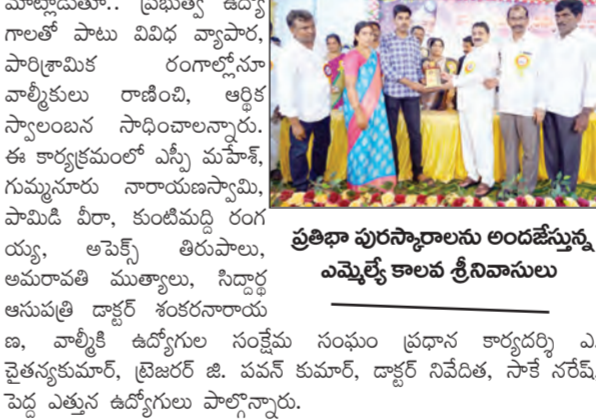 మాట్లాడుతూ.. ప్రభుత్వ ఉద్యో
గాలతో పాటు వివిధ వ్యాపార,
పారిశ్రామిక రంగాల్లోనూ
వాల్మీకులు రాణించి, ఆర్థిక
స్వాలంబన సాధించాలన్నారు.
ఈ కార్యక్రమంలో ఎస్పీ మహేశ్,
గుమ్మనూరు నారాయణస్వామి,
పామిడి వీరా, కుంటిమద్ది రంగ
య్య, అపెక్స్ తిరుపాలు,
అమరావతి ముత్యాలు, సిద్దార్థ
ఆసుపత్రి డాక్టర్ శంకరనారాయ
ణ, వాల్మీకి ఉద్యోగుల సంక్షేమ సంఘం ప్రధాన కార్యదర్శి ఎ.
చైతన్యకుమార్, ట్రెజరర్ జి. పవన్ కుమార్, డాక్టర్ నివేదిత, సాకే నరేష్,
పెద్ద ఎత్తున ఉద్యోగులు పాల్గొన్నారు.
ప్రతిభా పురస్కారాలను అందజేస్తున్న
ఎమ్మెల్యే కాలవ శ్రీనివాసులు